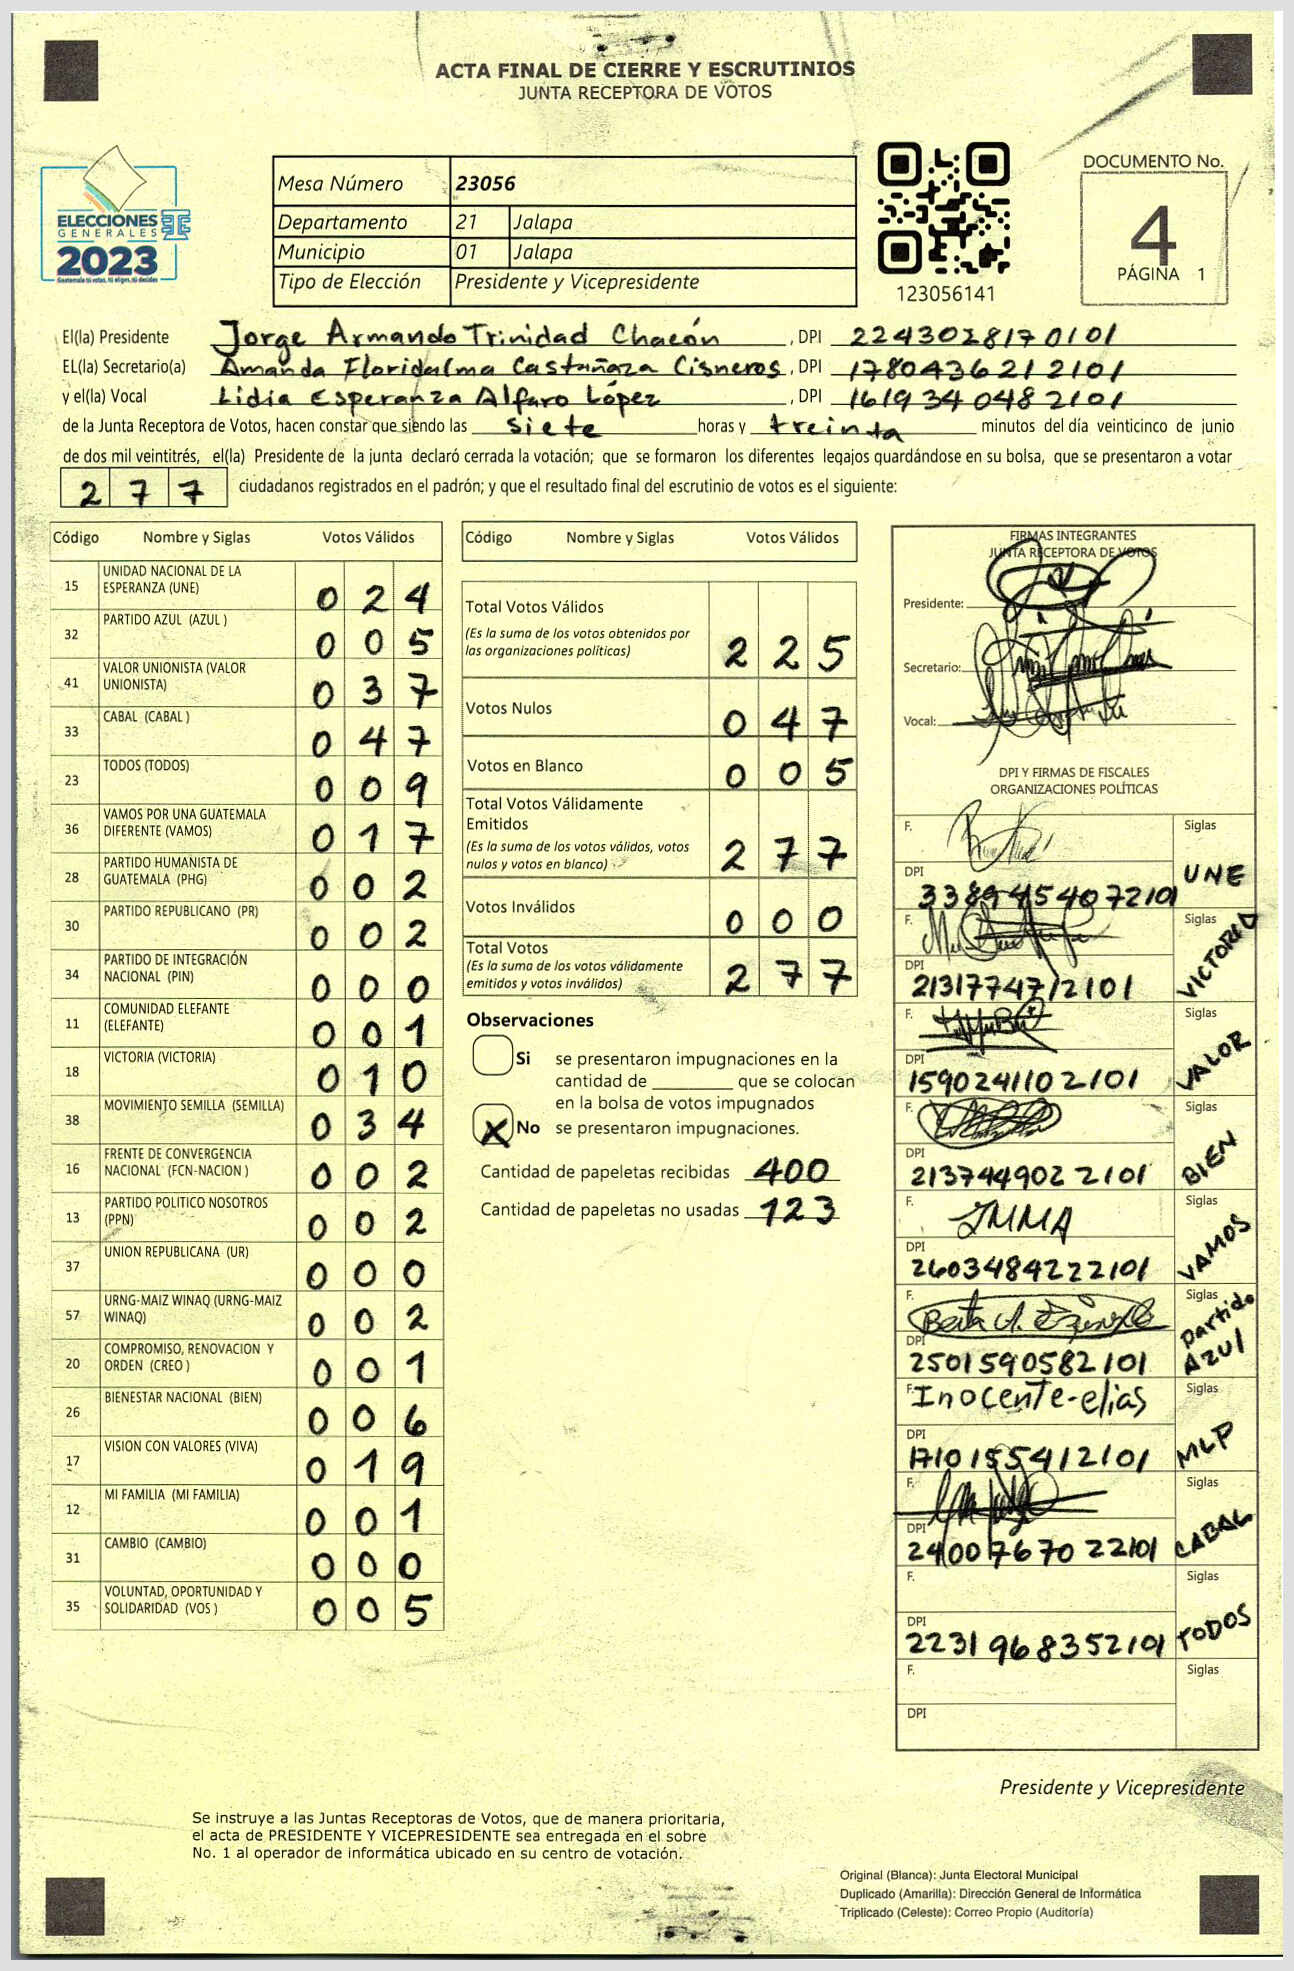 ACTA FINAL DE CIERRE Y ESCRUTINIOS
JUNTA RECEPTORA DE VOTOS
ELECCIONES
GENERALES
2023
Guatemala tú votas, tú eliges, tú decides
Mesa Número 23056
Departamento 21 Jalapa
Municipio 01 Jalapa
Tipo de Elección Presidente y Vicepresidente
123056141
DOCUMENTO No.
4
PÁGINA 1
El(la) Presidente Jorge Armando Trinidad Chacón, DPI 2243028170101
EL(la) Secretario(a) Amanda Floridalma Castañaza Cisneros, DPI 1780436212101
y el(la) Vocal Lidia Esperanza Alfaro López, DPI 1619340482101
de la Junta Receptora de Votos, hacen constar que siendo las siete horas y treinta minutos del día veinticinco de junio
de dos mil veintitrés, el(la) Presidente de la junta declaró cerrada la votación; que se formaron los diferentes legajos guardándose en su bolsa, que se presentaron a votar
277 ciudadanos registrados en el padrón; y que el resultado final del escrutinio de votos es el siguiente:
Código Nombre y Siglas Votos Válidos
15 UNIDAD NACIONAL DE LA ESPERANZA (UNE) 024
32 PARTIDO AZUL (AZUL ) 005
41 VALOR UNIONISTA (VALOR UNIONISTA) 037
33 CABAL (CABAL ) 047
23 TODOS (TODOS) 009
36 VAMOS POR UNA GUATEMALA DIFERENTE (VAMOS) 017
28 PARTIDO HUMANISTA DE GUATEMALA (PHG) 002
30 PARTIDO REPUBLICANO (PR) 002
34 PARTIDO DE INTEGRACIÓN NACIONAL (PIN) 000
11 COMUNIDAD ELEFANTE (ELEFANTE) 001
18 VICTORIA (VICTORIA) 010
38 MOVIMIENTO SEMILLA (SEMILLA) 034
16 FRENTE DE CONVERGENCIA NACIONAL (FCN-NACION ) 002
13 PARTIDO POLITICO NOSOTROS (PPN) 002
37 UNION REPUBLICANA (UR) 000
57 URNG-MAIZ WINAQ (URNG-MAIZ WINAQ) 002
20 COMPROMISO, RENOVACION Y ORDEN (CREO ) 001
26 BIENESTAR NACIONAL (BIEN) 006
17 VISION CON VALORES (VIVA) 019
12 MI FAMILIA (MI FAMILIA) 001
31 CAMBIO (CAMBIO) 000
35 VOLUNTAD, OPORTUNIDAD Y SOLIDARIDAD (VOS ) 005
Código Nombre y Siglas Votos Válidos
Total Votos Válidos
(Es la suma de los votos obtenidos por
las organizaciones políticas) 225
Votos Nulos 047
Votos en Blanco 005
Total Votos Válidamente
Emitidos
(Es la suma de los votos válidos, votos
nulos y votos en blanco) 277
Votos Inválidos 000
Total Votos
(Es la suma de los votos válidamente
emitidos y votos inválidos) 277
Observaciones
Si se presentaron impugnaciones en la
cantidad de ________ que se colocan
en la bolsa de votos impugnados
X No se presentaron impugnaciones.
Cantidad de papeletas recibidas 400
Cantidad de papeletas no usadas 123
FIRMAS INTEGRANTES
JUNTA RECEPTORA DE VOTOS
Presidente:
Secretario:
Vocal:
DPI Y FIRMAS DE FISCALES
ORGANIZACIONES POLÍTICAS
F. Siglas
DPI UNE
3389454072101
F. Siglas
DPI VICTORIA
2131774712101
F. Siglas
DPI VALOR
1590241102101
F. Siglas
DPI BIEN
2137449022101
F. Siglas
DPI VAMOS
2603484222101
F. Siglas
DPI Partido AZUl
2501590582101
F. Inocente-elias Siglas
DPI MLP
1710155412101
F. Siglas
DPI CABAL
2400767022101
F. Siglas
DPI TODOS
2231968352101
F. Siglas
DPI
Presidente y Vicepresidente
Se instruye a las Juntas Receptoras de Votos, que de manera prioritaria,
el acta de PRESIDENTE Y VICEPRESIDENTE sea entregada en el sobre
No. 1 al operador de informática ubicado en su centro de votación.
Original (Blanca): Junta Electoral Municipal
Duplicado (Amarilla): Dirección General de Informática
Triplicado (Celeste): Correo Propio (Auditoría)